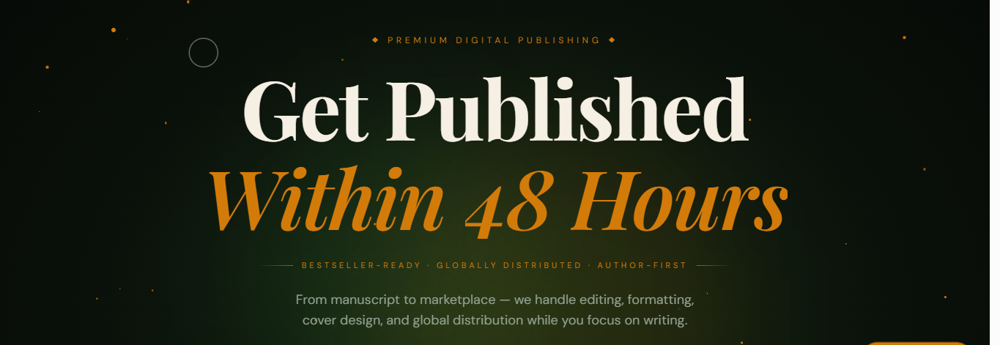 PREMIUM DIGITAL PUBLISHING
Get Published
Within 48 Hours
BESTSELLER-READY · GLOBALLY DISTRIBUTED · AUTHOR-FIRST
From manuscript to marketplace — we handle editing, formatting,
cover design, and global distribution while you focus on writing.